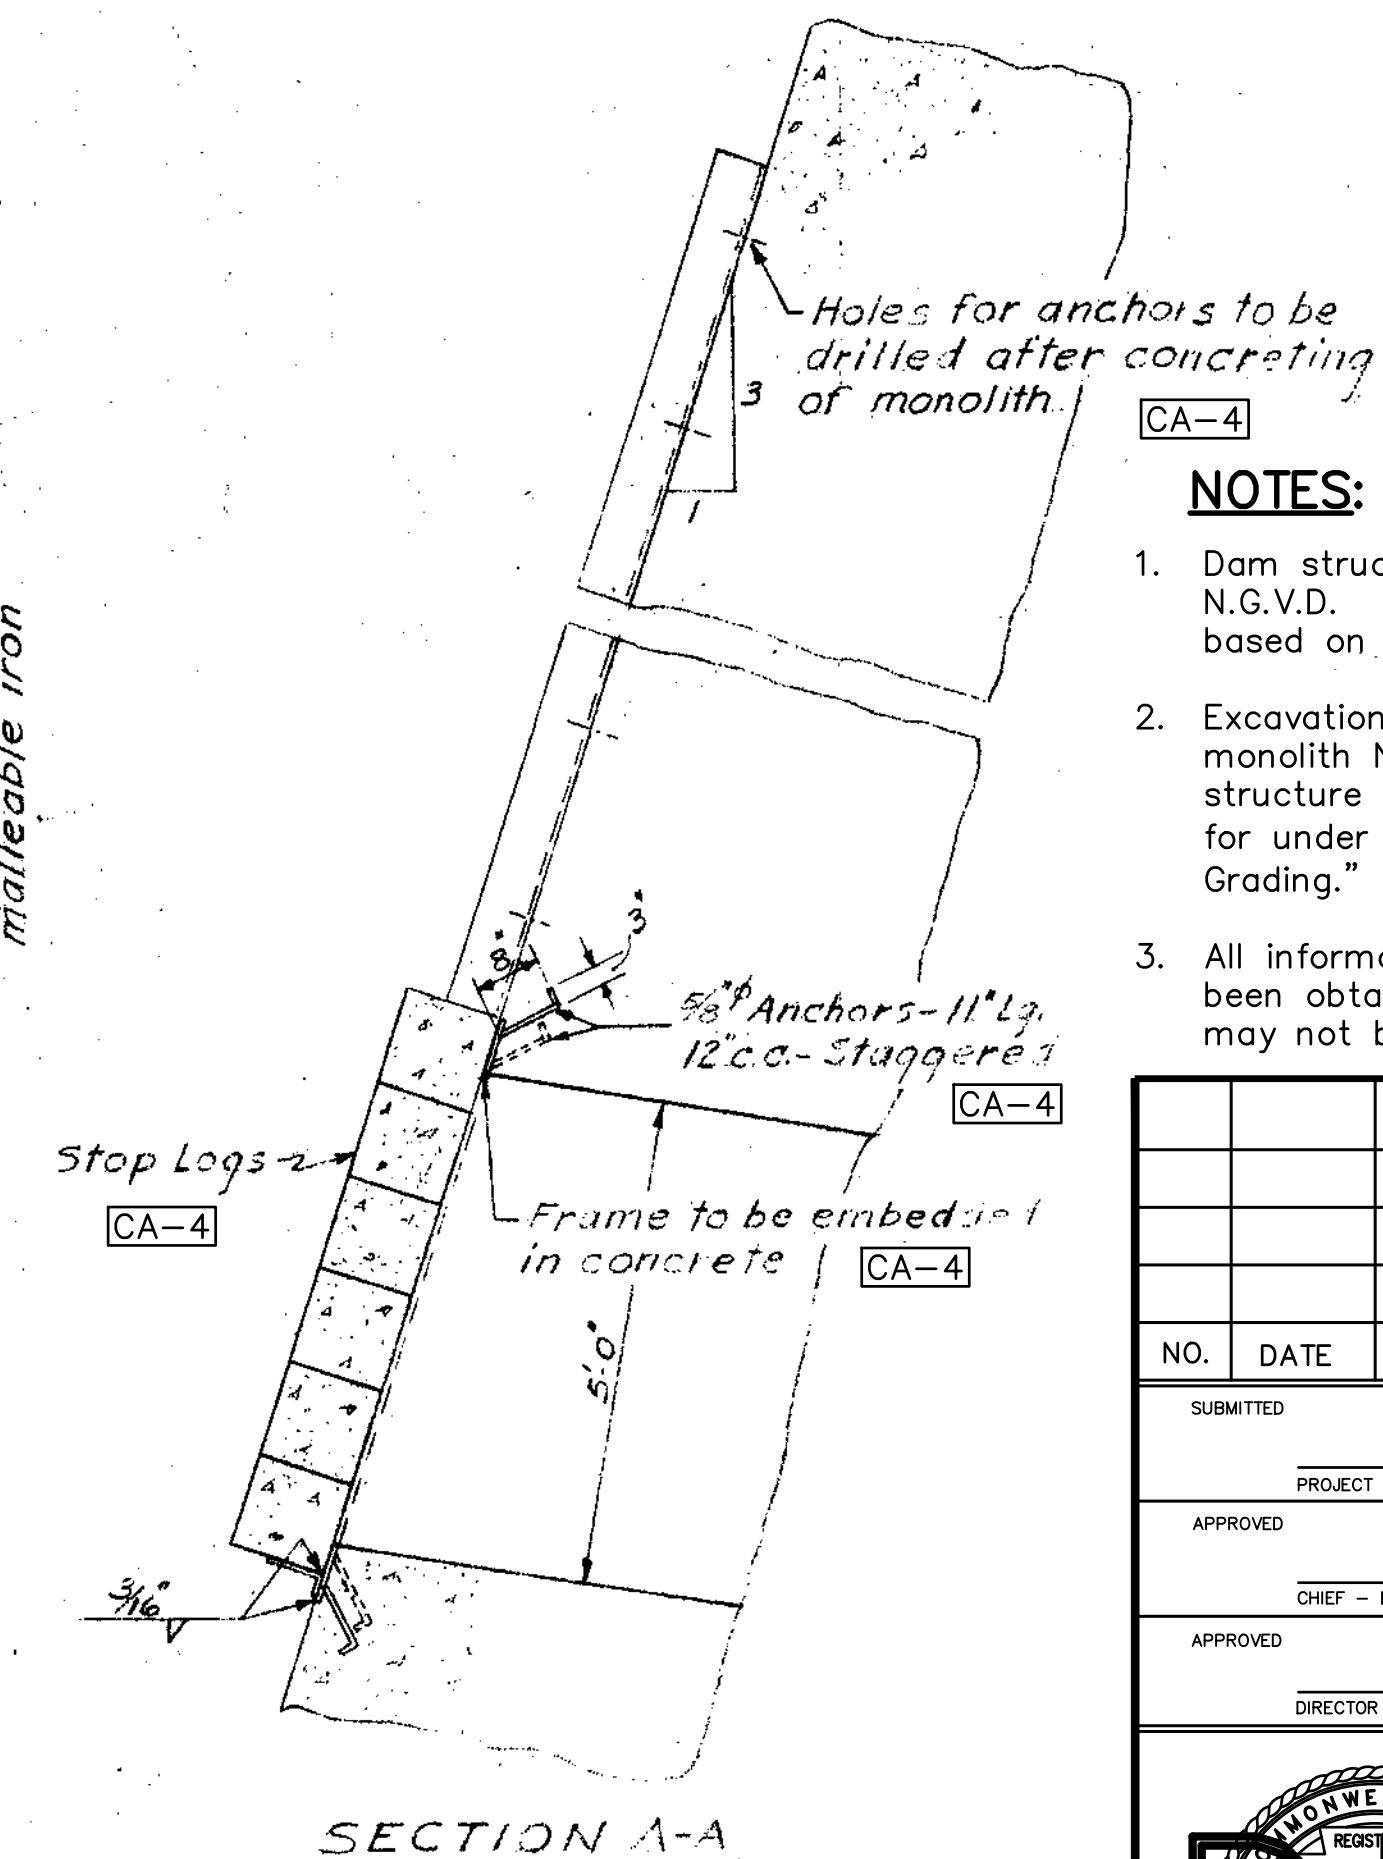 malleable iron
Holes for anchors to be
drilled after concreting
of monolith
CA-4
3
1
8"
3"
5/8"φ Anchors-11"Lg.
12"c.c.-Staggered
CA-4
Stop Logs
CA-4
Frame to be embedded
in concrete
CA-4
5'-0"
3/16"
SECTION A-A
NOTES:
1. Dam struc
N.G.V.D.
based on
2. Excavation
monolith N
structure
for under
Grading."
3. All informa
been obta
may not b
NO. DATE
SUBMITTED
PROJECT
APPROVED
CHIEF -
APPROVED
DIRECTOR
MMONWE
REGIST